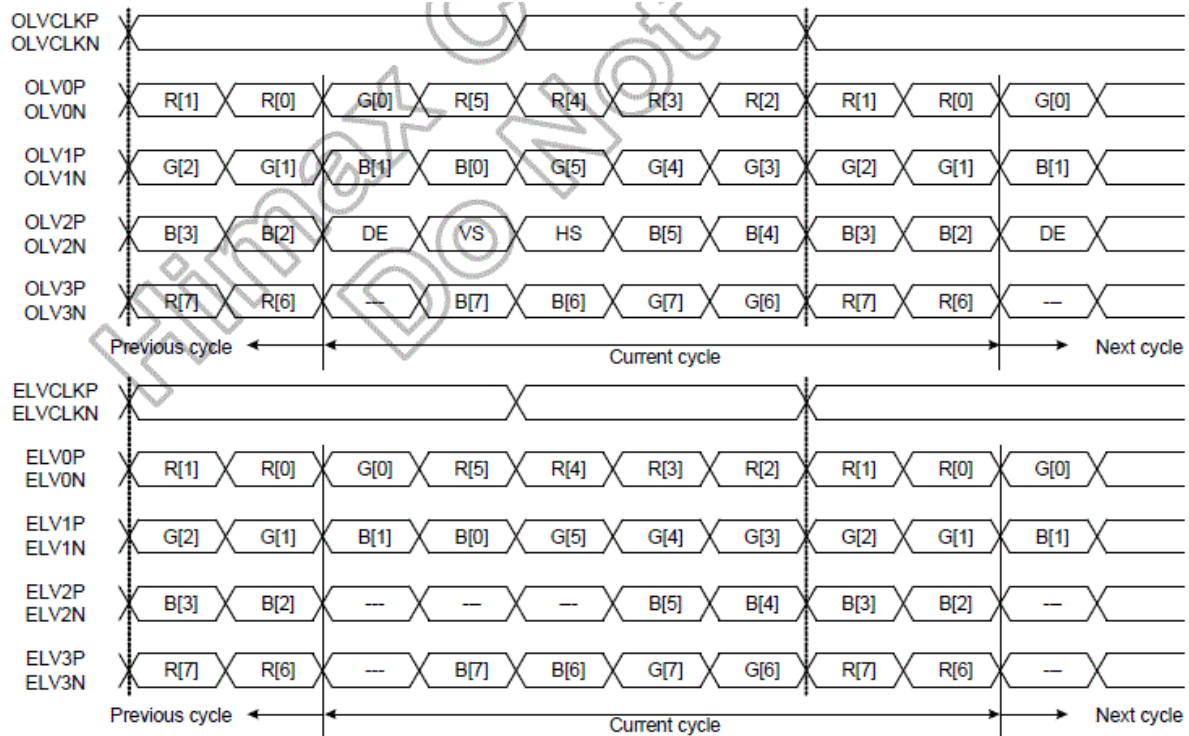 OLVCLKP
OLVCLKN
OLV0P
OLV0N
R[1] R[0] G[0] R[5] R[4] R[3] R[2] R[1] R[0] G[0]
OLV1P
OLV1N
G[2] G[1] B[1] B[0] G[5] G[4] G[3] G[2] G[1] B[1]
OLV2P
OLV2N
B[3] B[2] DE VS HS B[5] B[4] B[3] B[2] DE
OLV3P
OLV3N
R[7] R[6] --- B[7] B[6] G[7] G[6] R[7] R[6] ---
Previous cycle Current cycle Next cycle
ELVCLKP
ELVCLKN
ELV0P
ELV0N
R[1] R[0] G[0] R[5] R[4] R[3] R[2] R[1] R[0] G[0]
ELV1P
ELV1N
G[2] G[1] B[1] B[0] G[5] G[4] G[3] G[2] G[1] B[1]
ELV2P
ELV2N
B[3] B[2] --- --- --- B[5] B[4] B[3] B[2] ---
ELV3P
ELV3N
R[7] R[6] --- B[7] B[6] G[7] G[6] R[7] R[6] ---
Previous cycle Current cycle Next cycle
Himax
Do Not